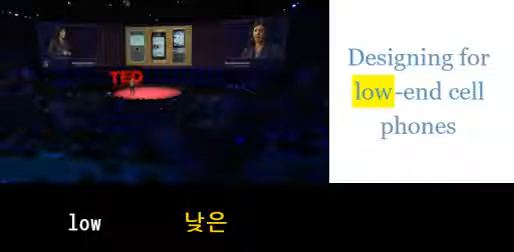 TED
Designing for
low-end cell
phones
low 낮은